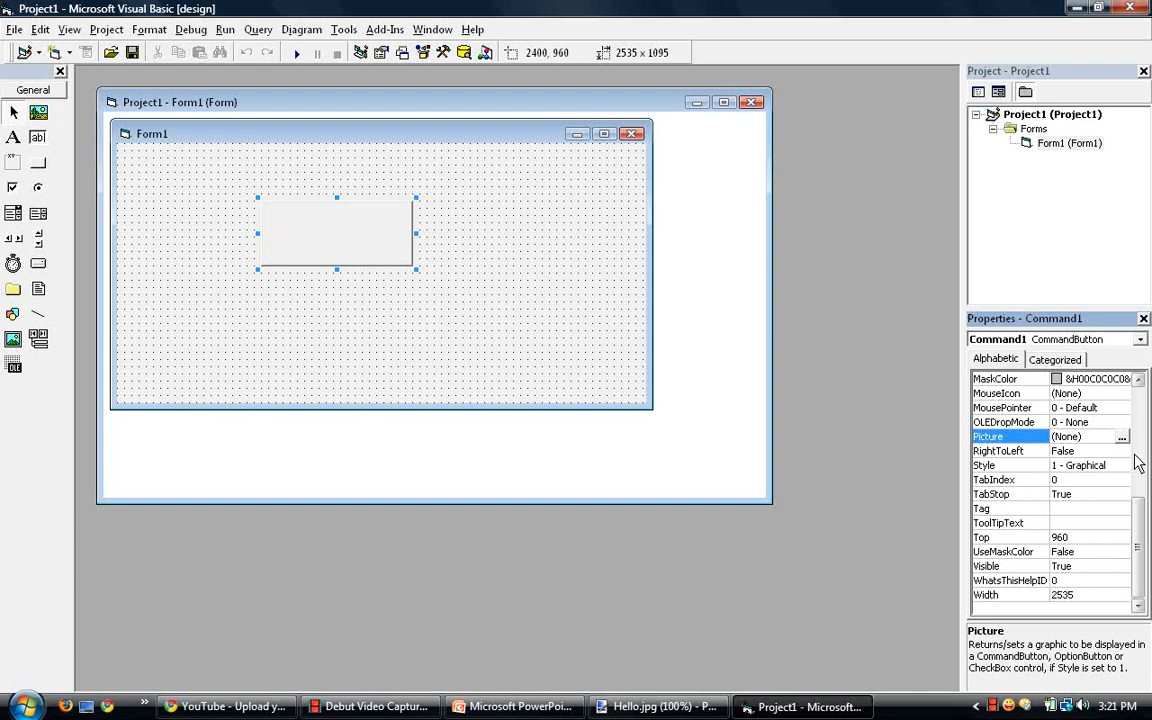 Project1 - Microsoft Visual Basic [design]
File Edit View Project Format Debug Run Query Diagram Tools Add-Ins Window Help
2400, 960 2535 x 1095
General
Project1 - Form1 (Form)
Form1
A ab|
XY
OLE
Project - Project1
Project1 (Project1)
Forms
Form1 (Form1)
Properties - Command1
Command1 CommandButton
Alphabetic Categorized
MaskColor &H00C0C0C0&
MouseIcon (None)
MousePointer 0 - Default
OLEDropMode 0 - None
Picture (None) ...
RightToLeft False
Style 1 - Graphical
TabIndex 0
TabStop True
Tag
ToolTipText
Top 960
UseMaskColor False
Visible True
WhatsThisHelpID 0
Width 2535
Picture
Returns/sets a graphic to be displayed
in a CommandButton, OptionButton or
CheckBox control, if Style is set to 1.
YouTube - Upload y... Debut Video Captur... Microsoft PowerPoi... Hello.jpg (100%) - P... Project1 - Microsoft... 3:21 PM